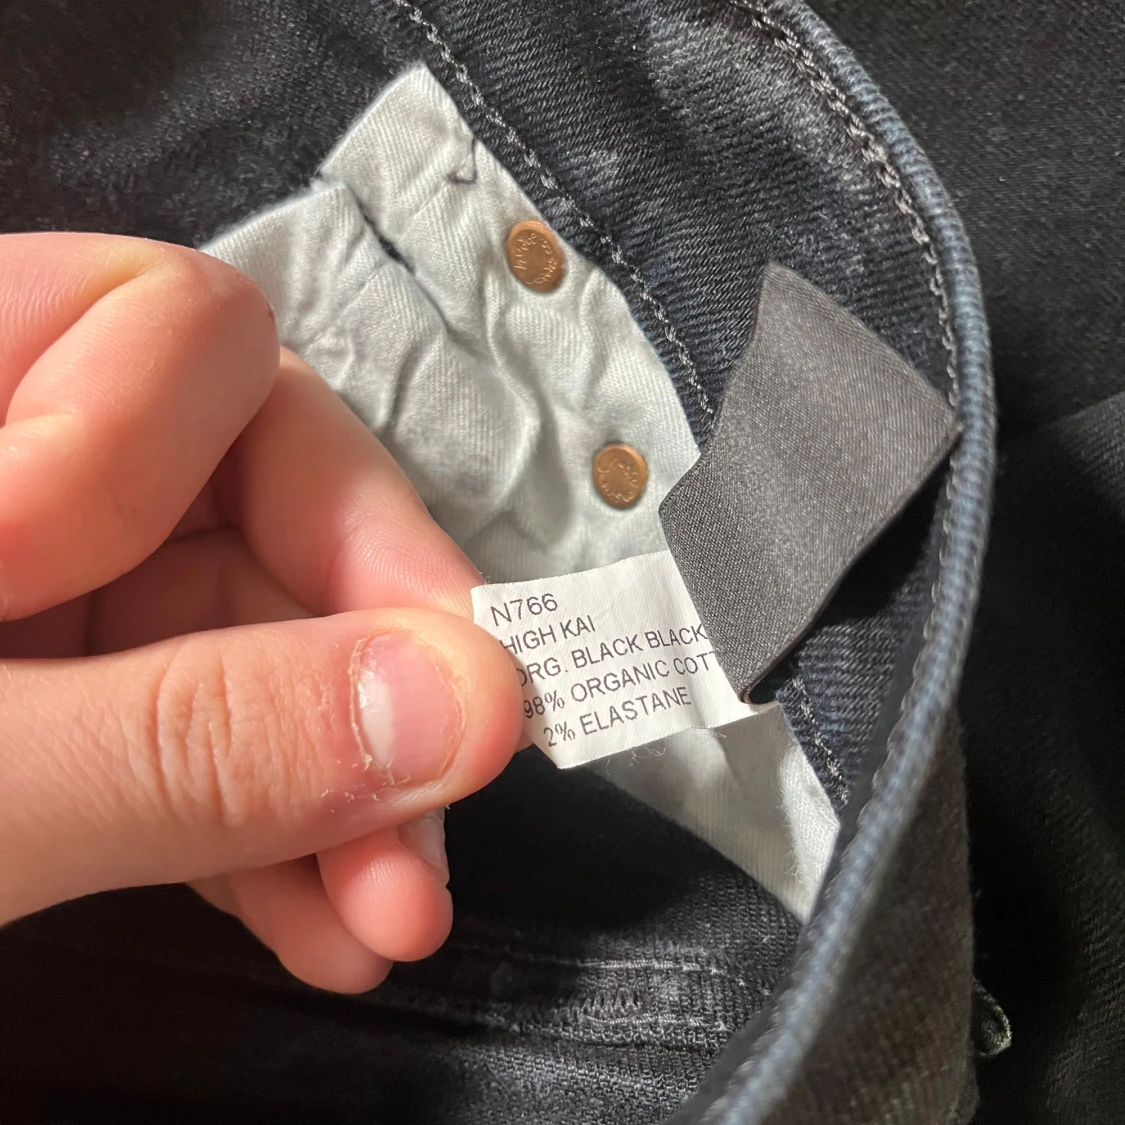 N766
HIGH KAI
ORG. BLACK BLACK
98% ORGANIC COTT
2% ELASTANE